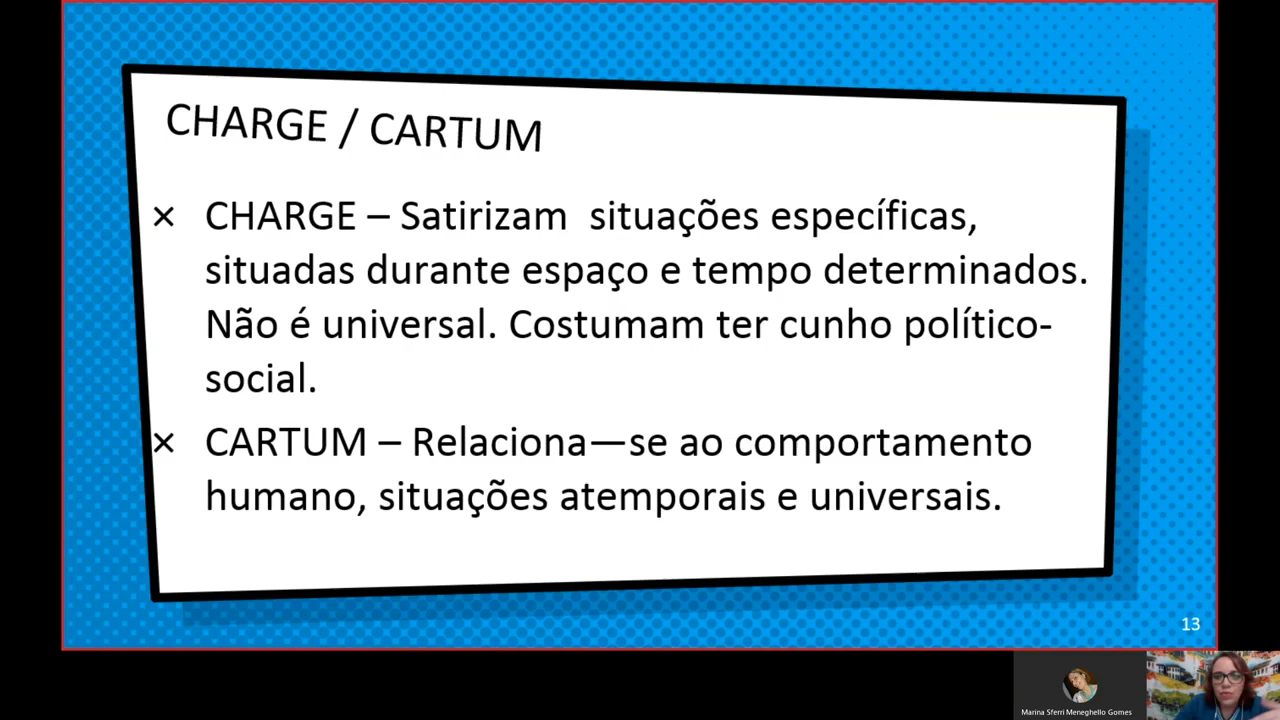 CHARGE / CARTUM
× CHARGE – Satirizam situações específicas,
situadas durante espaço e tempo determinados.
Não é universal. Costumam ter cunho político-
social.
× CARTUM – Relaciona—se ao comportamento
humano, situações atemporais e universais.
13
Marina Sferri Meneghello Gomes